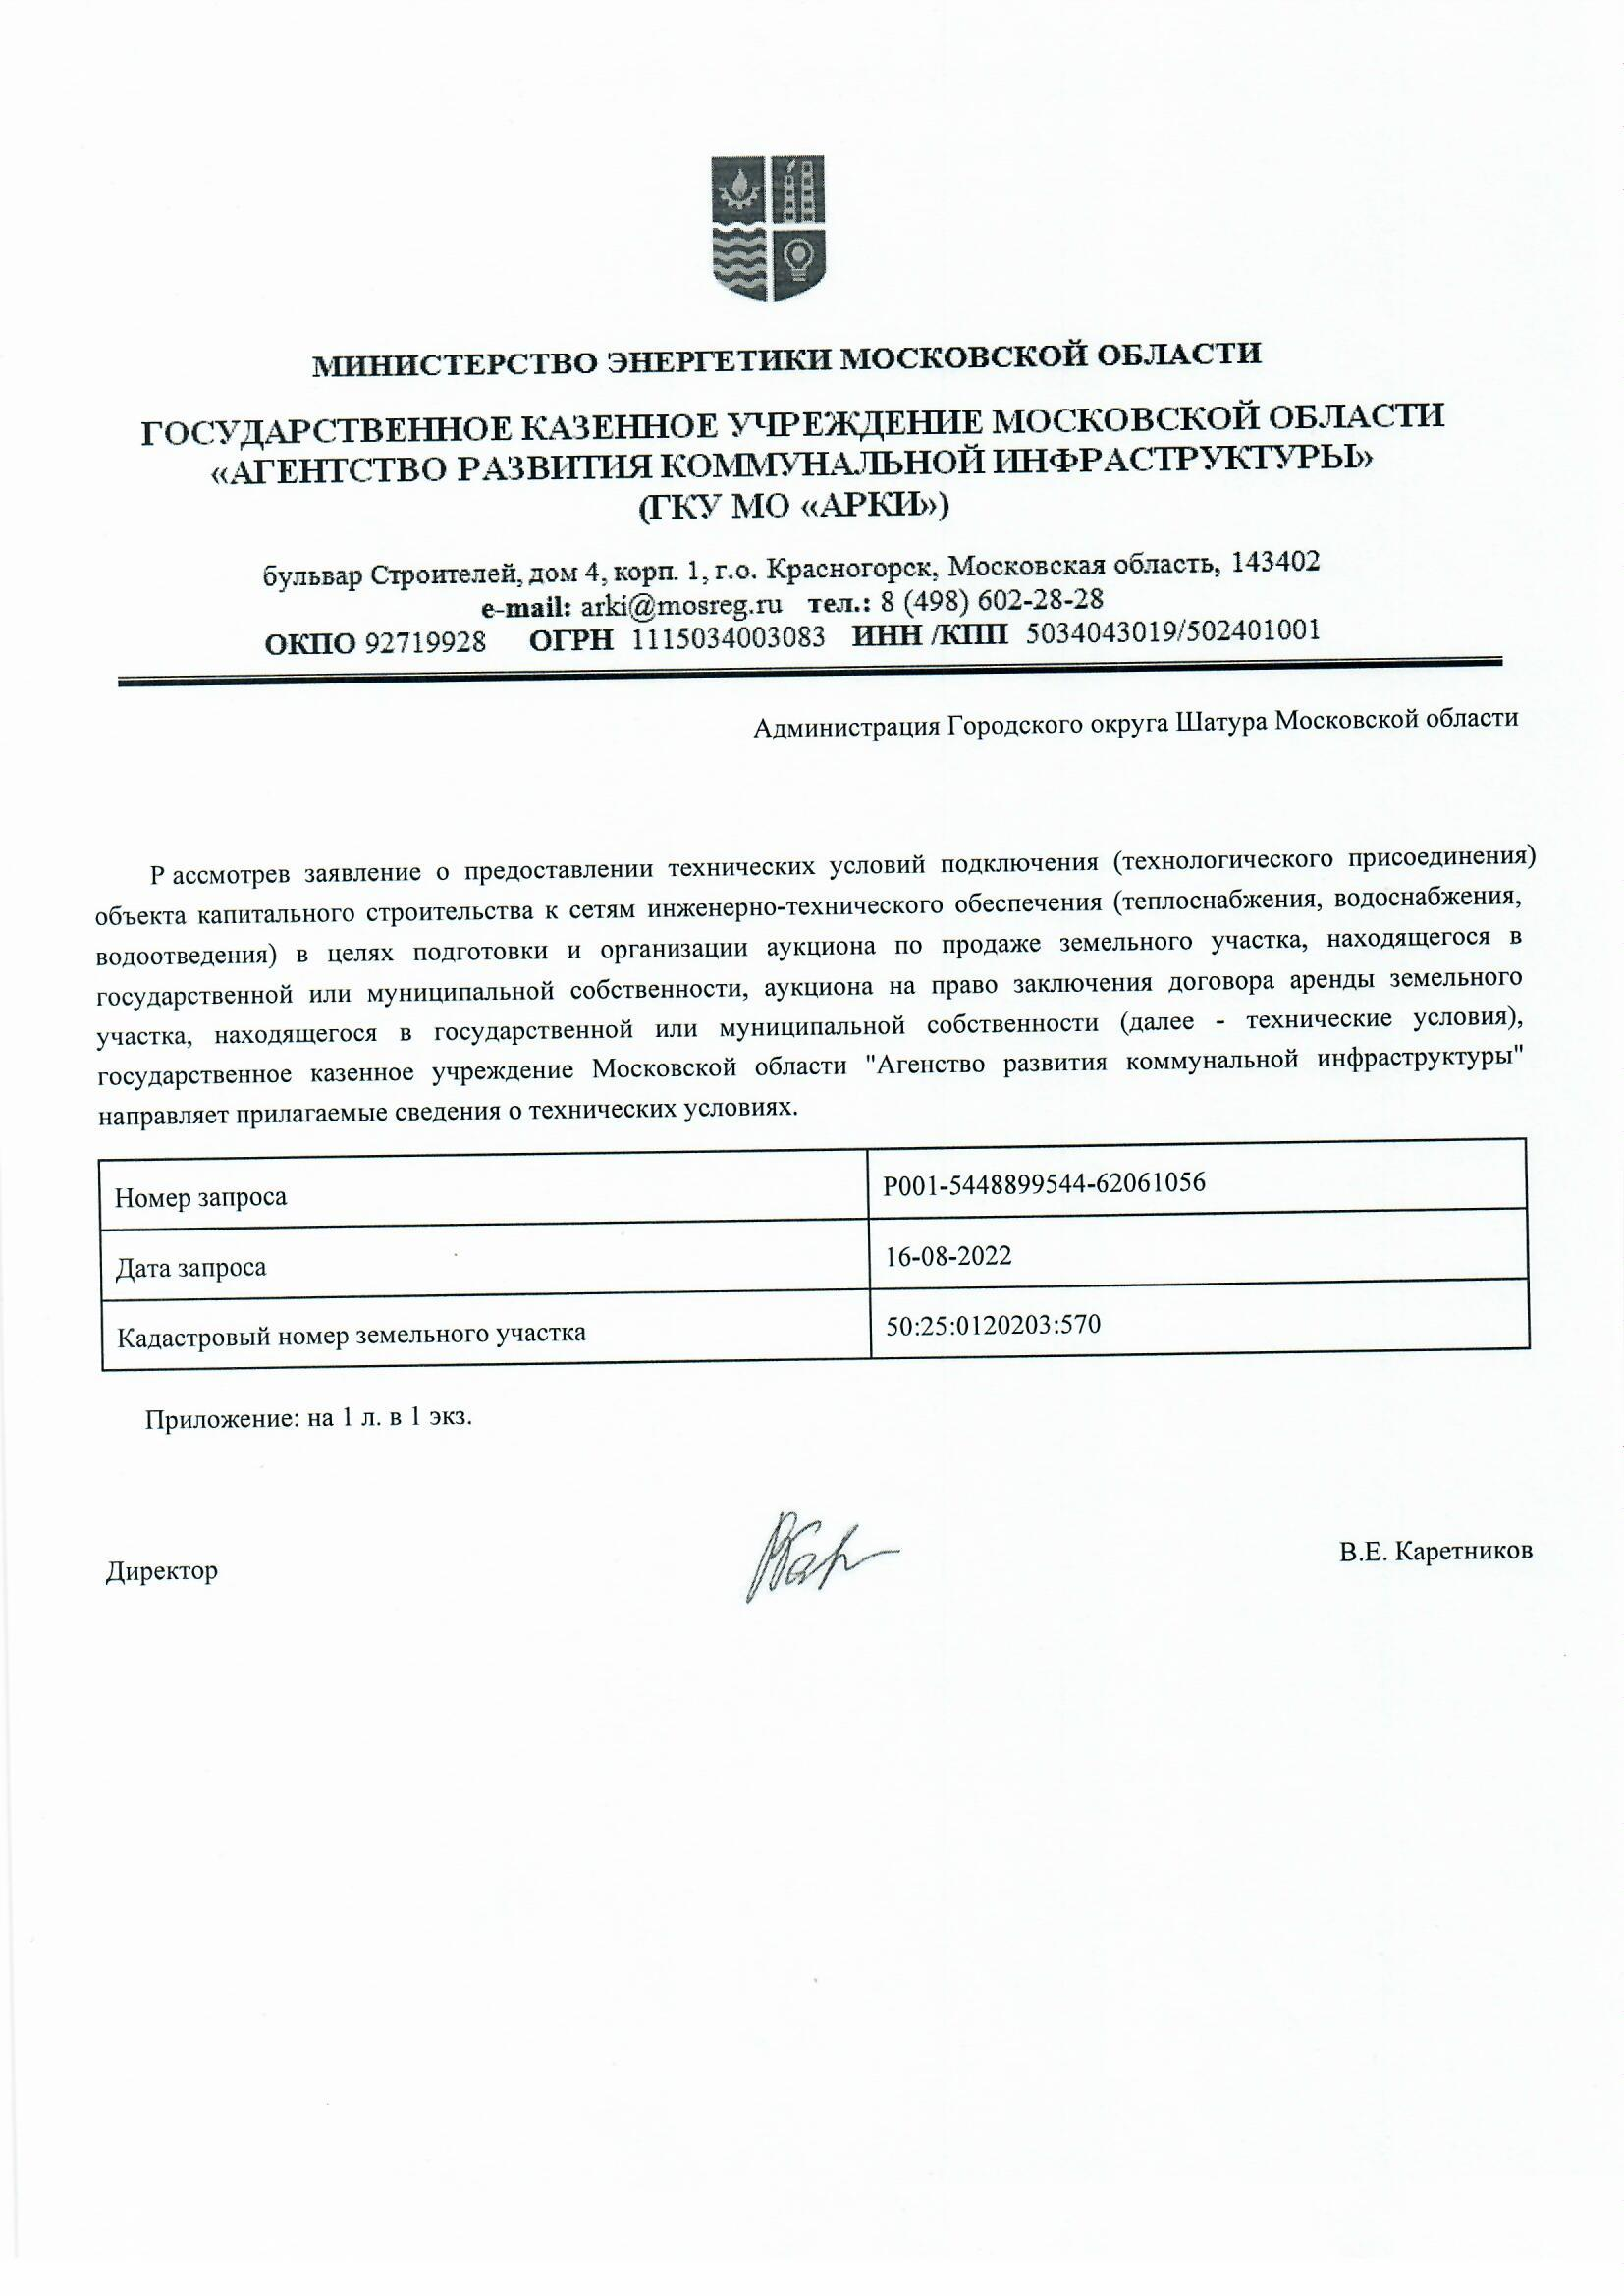 МИНИСТЕРСТВО ЭНЕРГЕТИКИ МОСКОВСКОЙ ОБЛАСТИ
ГОСУДАРСТВЕННОЕ КАЗЕННОЕ УЧРЕЖДЕНИЕ МОСКОВСКОЙ ОБЛАСТИ
«АГЕНТСТВО РАЗВИТИЯ КОММУНАЛЬНОЙ ИНФРАСТРУКТУРЫ»
(ГКУ МО «АРКИ»)
бульвар Строителей, дом 4, корп. 1, г.о. Красногорск, Московская область, 143402
e-mail: arki@mosreg.ru тел.: 8 (498) 602-28-28
ОКПО 92719928 ОГРН 1115034003083 ИНН /КПП 5034043019/502401001
Администрация Городского округа Шатура Московской области
Р ассмотрев заявление о предоставлении технических условий подключения (технологического присоединения)
объекта капитального строительства к сетям инженерно-технического обеспечения (теплоснабжения, водоснабжения,
водоотведения) в целях подготовки и организации аукциона по продаже земельного участка, находящегося в
государственной или муниципальной собственности, аукциона на право заключения договора аренды земельного
участка, находящегося в государственной или муниципальной собственности (далее - технические условия),
государственное казенное учреждение Московской области "Агенство развития коммунальной инфраструктуры"
направляет прилагаемые сведения о технических условиях.
Номер запроса P001-5448899544-62061056
Дата запроса 16-08-2022
Кадастровый номер земельного участка 50:25:0120203:570
Приложение: на 1 л. в 1 экз.
Директор В.Е. Каретников